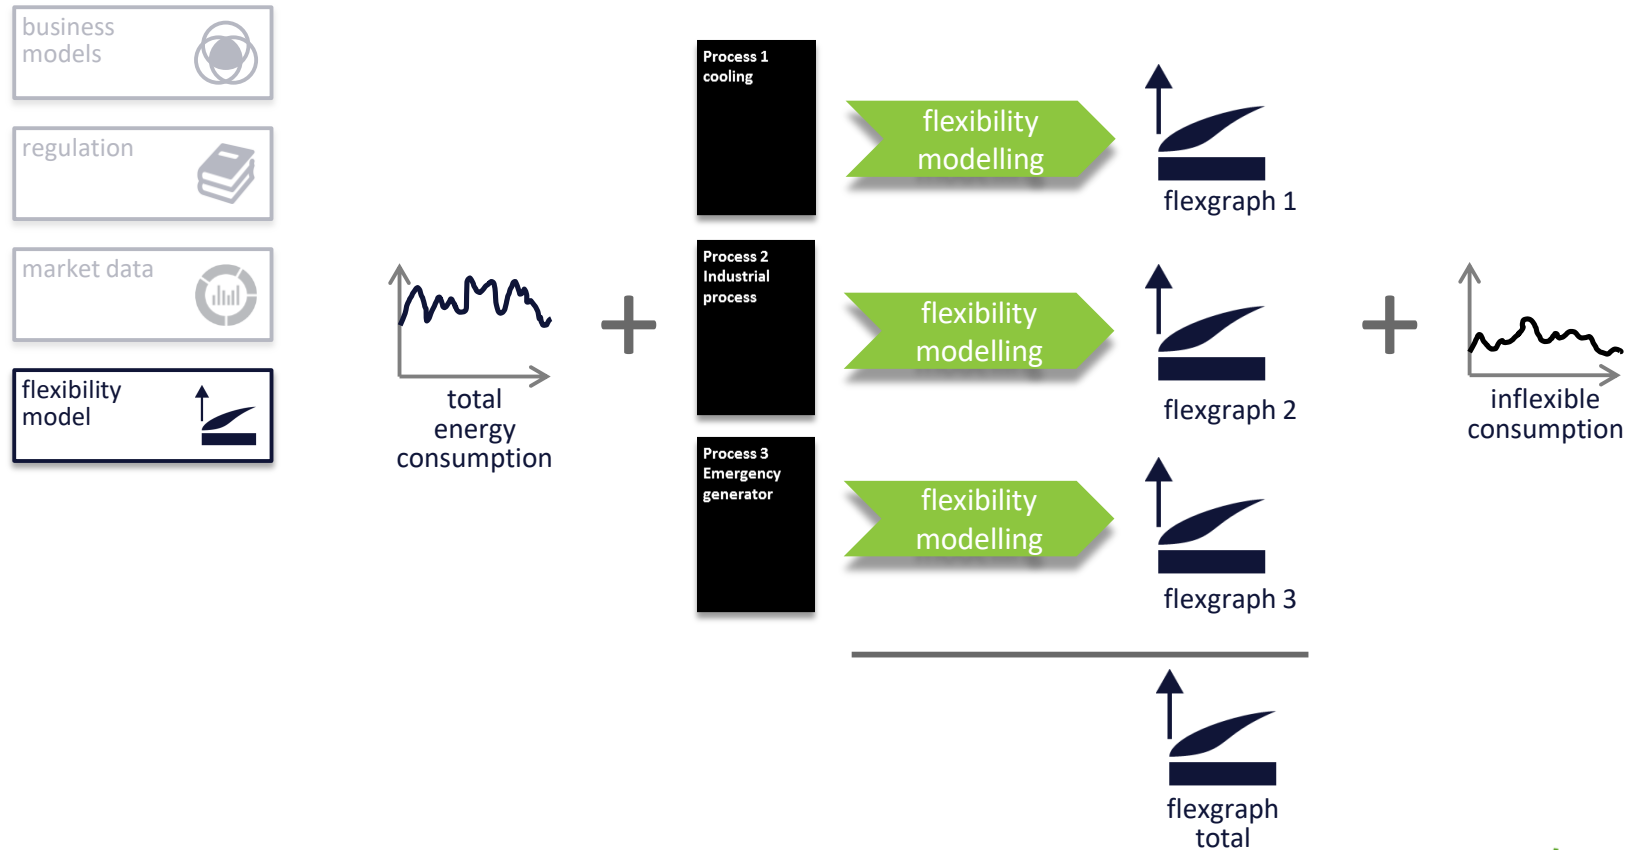 business
models
regulation
market data
flexibility
model
total
energy
consumption
Process 1
cooling
flexibility
modelling
flexgraph 1
Process 2
Industrial
process
flexibility
modelling
flexgraph 2
Process 3
Emergency
generator
flexibility
modelling
flexgraph 3
flexgraph
total
inflexible
consumption